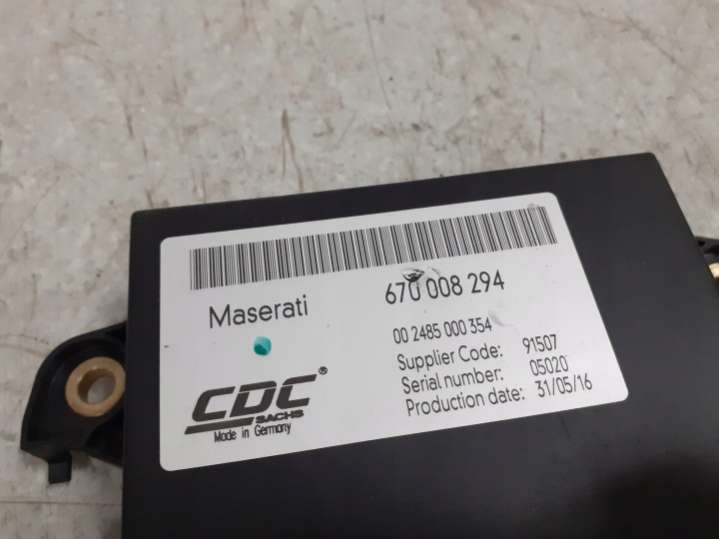 Maserati
670 008 294
00 2485 000 354
Supplier Code: 91507
Serial number: 05020
Production date: 31/05/16
CDC®
SACHS
Made in Germany